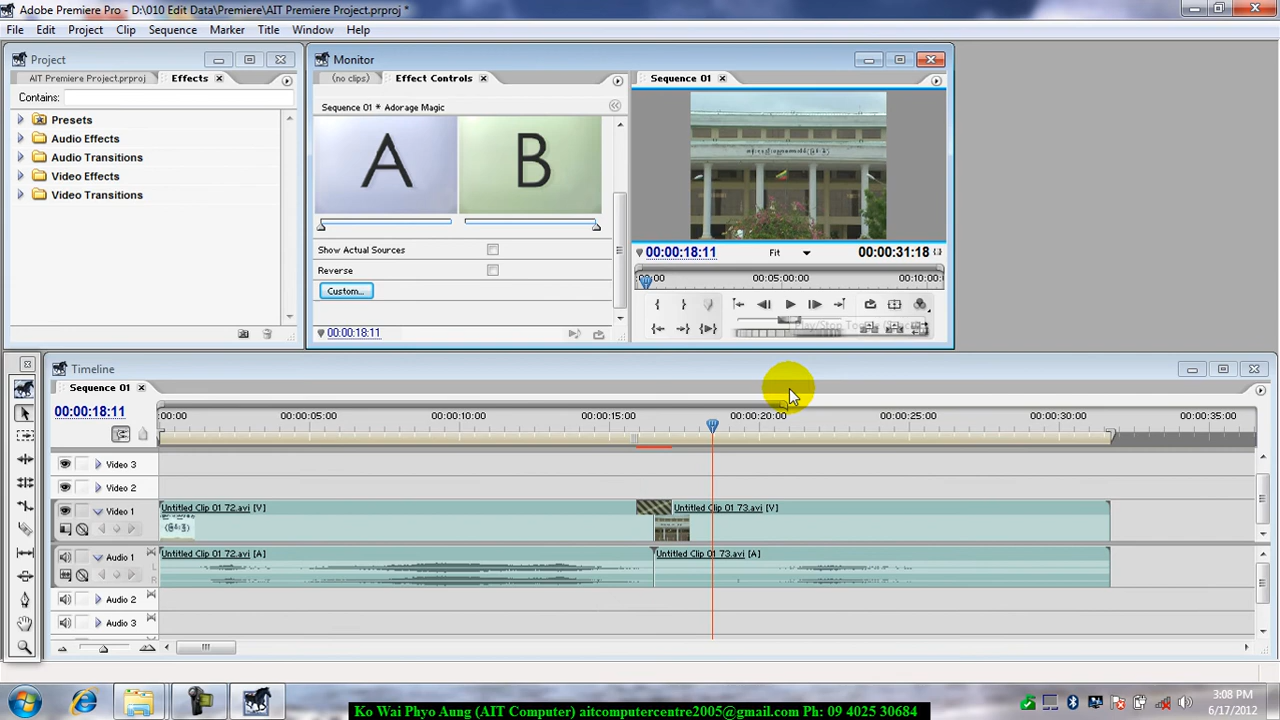 Adobe Premiere Pro - D:\010 Edit Data\Premiere\AIT Premiere Project.prproj *
File Edit Project Clip Sequence Marker Title Window Help
Project
AIT Premiere Project.prproj Effects
Contains:
Presets
Audio Effects
Audio Transitions
Video Effects
Video Transitions
Monitor
(no clips) Effect Controls
Sequence 01 * Adorage Magic
A B
Show Actual Sources
Reverse
Custom...
00:00:18:11
Sequence 01
00:00:18:11 Fit 00:00:31:18
:00:00 00:05:00:00 00:10:00:
Timeline
Sequence 01
00:00:18:11
:00:00 00:00:05:00 00:00:10:00 00:00:15:00 00:00:20:00 00:00:25:00 00:00:30:00 00:00:35:00
Video 3
Video 2
Video 1 Untitled Clip 01 72.avi [V] Untitled Clip 01 73.avi [V]
Audio 1 Untitled Clip 01 72.avi [A] Untitled Clip 01 73.avi [A]
L
R
Audio 2
Audio 3
3:08 PM
6/17/2012
Ko Wai Phyo Aung (AIT Computer) aitcomputercentre2005@gmail.com Ph: 09 4025 30684